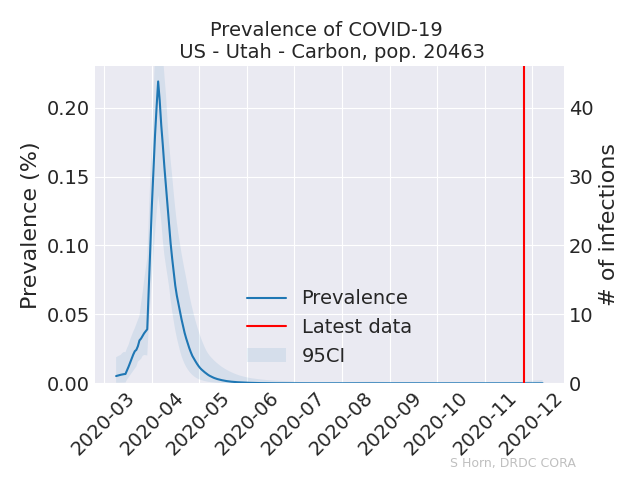 Prevalence of COVID-19
US - Utah - Carbon, pop. 20463
Prevalence (%)
0.20
0.15
0.10
0.05
0.00
40
30
20
10
0
# of infections
Prevalence
Latest data
95CI
2020-03
2020-04
2020-05
2020-06
2020-07
2020-08
2020-09
2020-10
2020-11
2020-12
S Horn, DRDC CORA